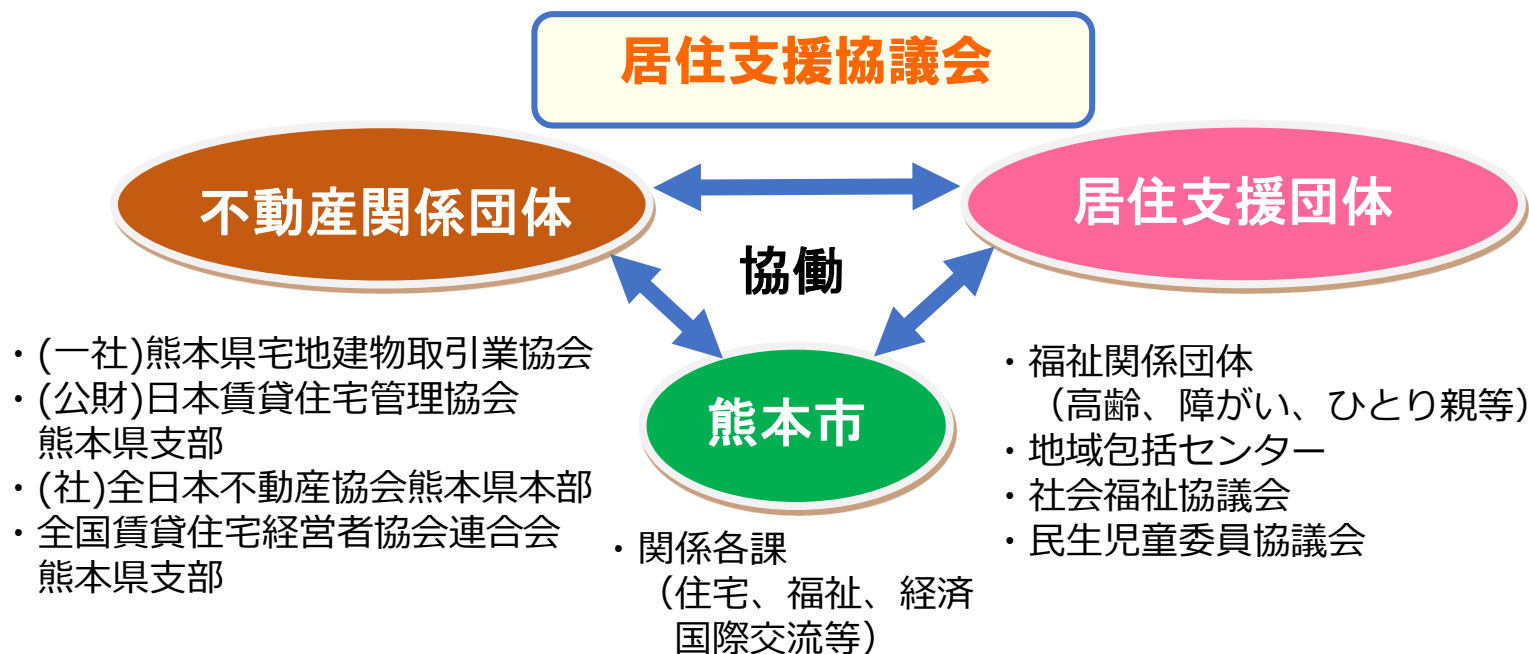 居住支援協議会
不動産関係団体
居住支援団体
協働
熊本市
・(一社)熊本県宅地建物取引業協会
・(公財)日本賃貸住宅管理協会
熊本県支部
・(社)全日本不動産協会熊本県本部
・全国賃貸住宅経営者協会連合会
熊本県支部
・関係各課
（住宅、福祉、経済
国際交流等）
・福祉関係団体
（高齢、障がい、ひとり親等）
・地域包括センター
・社会福祉協議会
・民生児童委員協議会